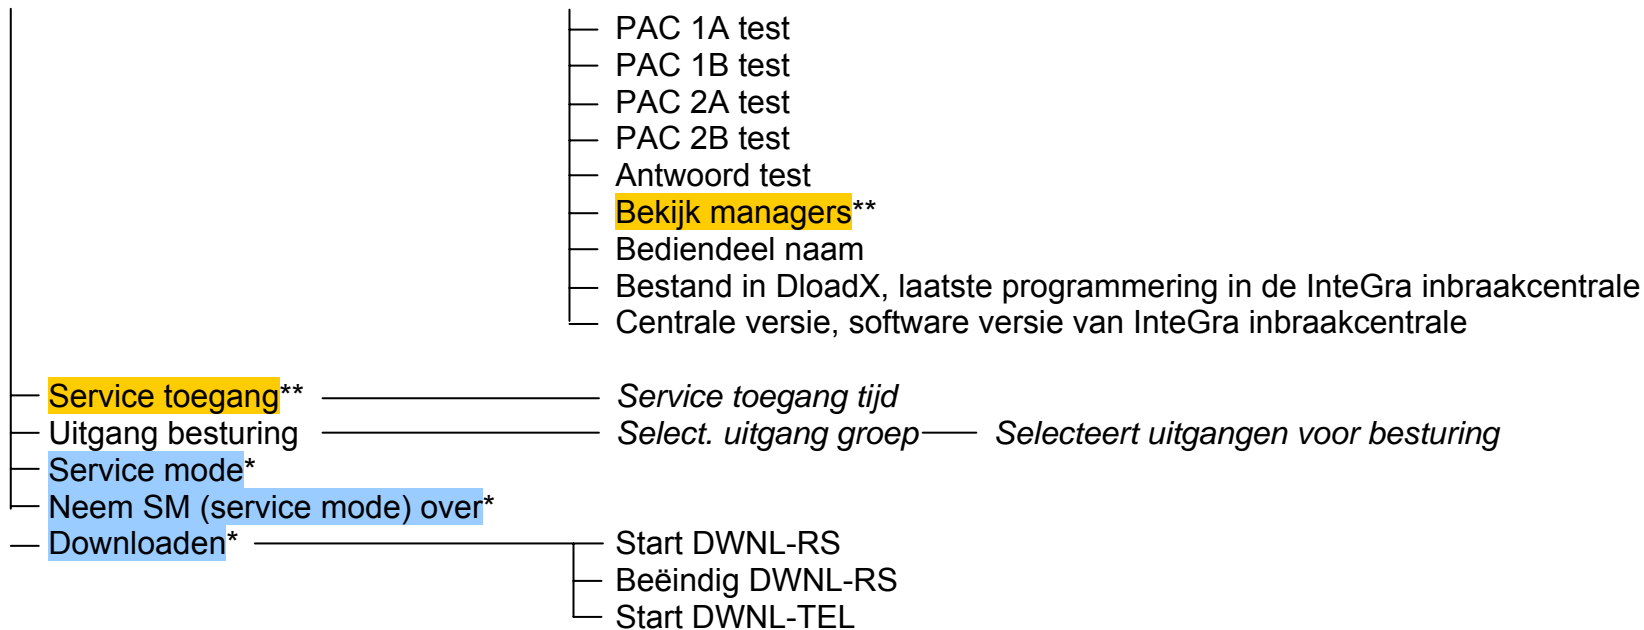 PAC 1A test
PAC 1B test
PAC 2A test
PAC 2B test
Antwoord test
Bekijk managers**
Bediendeel naam
Bestand in DloadX, laatste programmering in de InteGra inbraakcentrale
Centrale versie, software versie van InteGra inbraakcentrale
Service toegang** Service toegang tijd
Uitgang besturing Select. uitgang groep Selecteert uitgangen voor besturing
Service mode*
Neem SM (service mode) over*
Downloaden* Start DWNL-RS
Beëindig DWNL-RS
Start DWNL-TEL